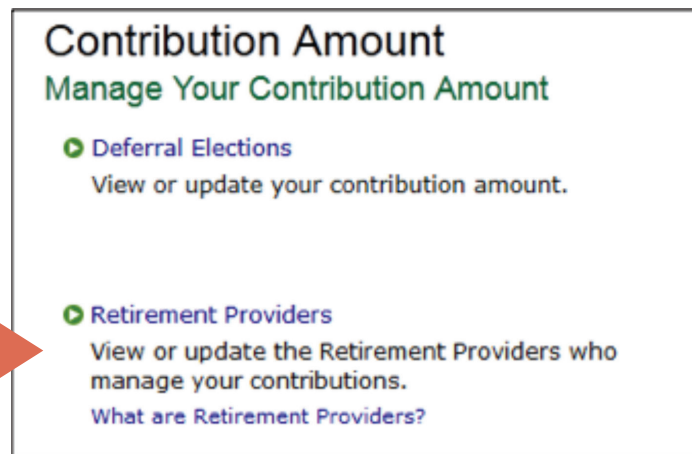 Contribution Amount
Manage Your Contribution Amount
Deferral Elections
View or update your contribution amount.
Retirement Providers
View or update the Retirement Providers who
manage your contributions.
What are Retirement Providers?